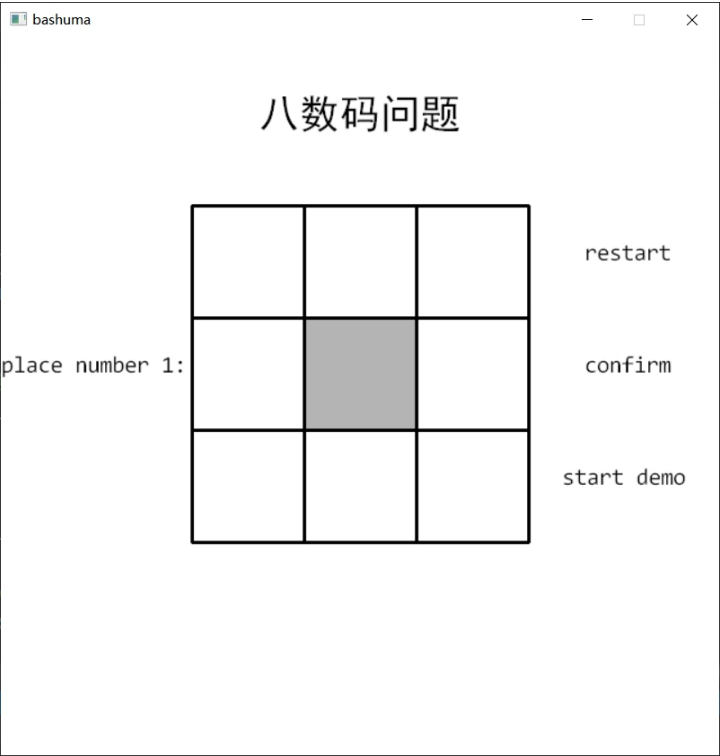 bashuma
八数码问题
restart
place number 1:
confirm
start demo